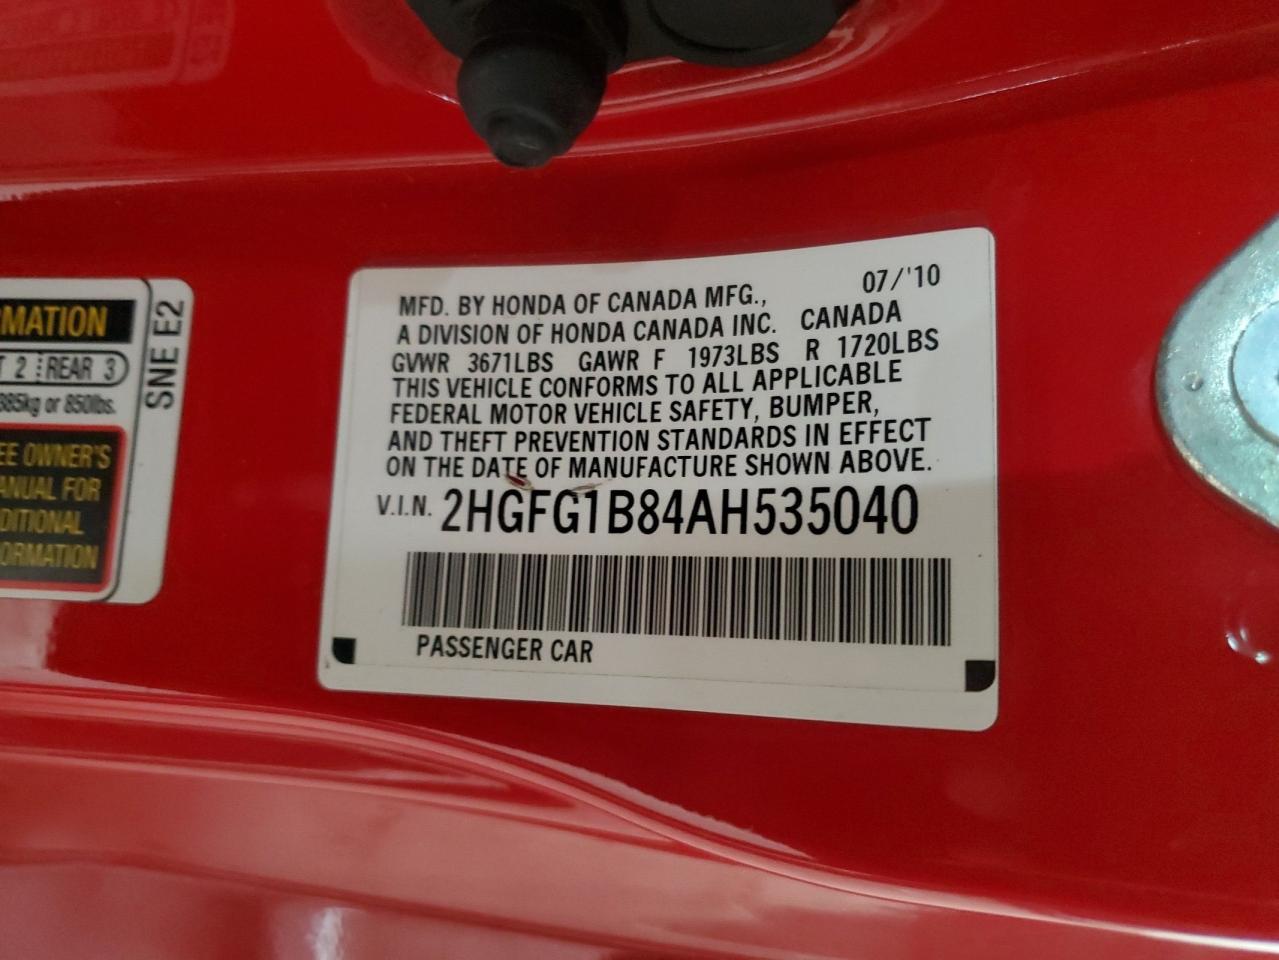 MATION
T 2 REAR 3
385kg or 850lbs.
EE OWNER'S
ANUAL FOR
DITIONAL
ORMATION
SNE E2
07/'10
MFD. BY HONDA OF CANADA MFG.,
A DIVISION OF HONDA CANADA INC. CANADA
GVWR 3671LBS GAWR F 1973LBS R 1720LBS
THIS VEHICLE CONFORMS TO ALL APPLICABLE
FEDERAL MOTOR VEHICLE SAFETY, BUMPER,
AND THEFT PREVENTION STANDARDS IN EFFECT
ON THE DATE OF MANUFACTURE SHOWN ABOVE.
V.I.N. 2HGFG1B84AH535040
PASSENGER CAR